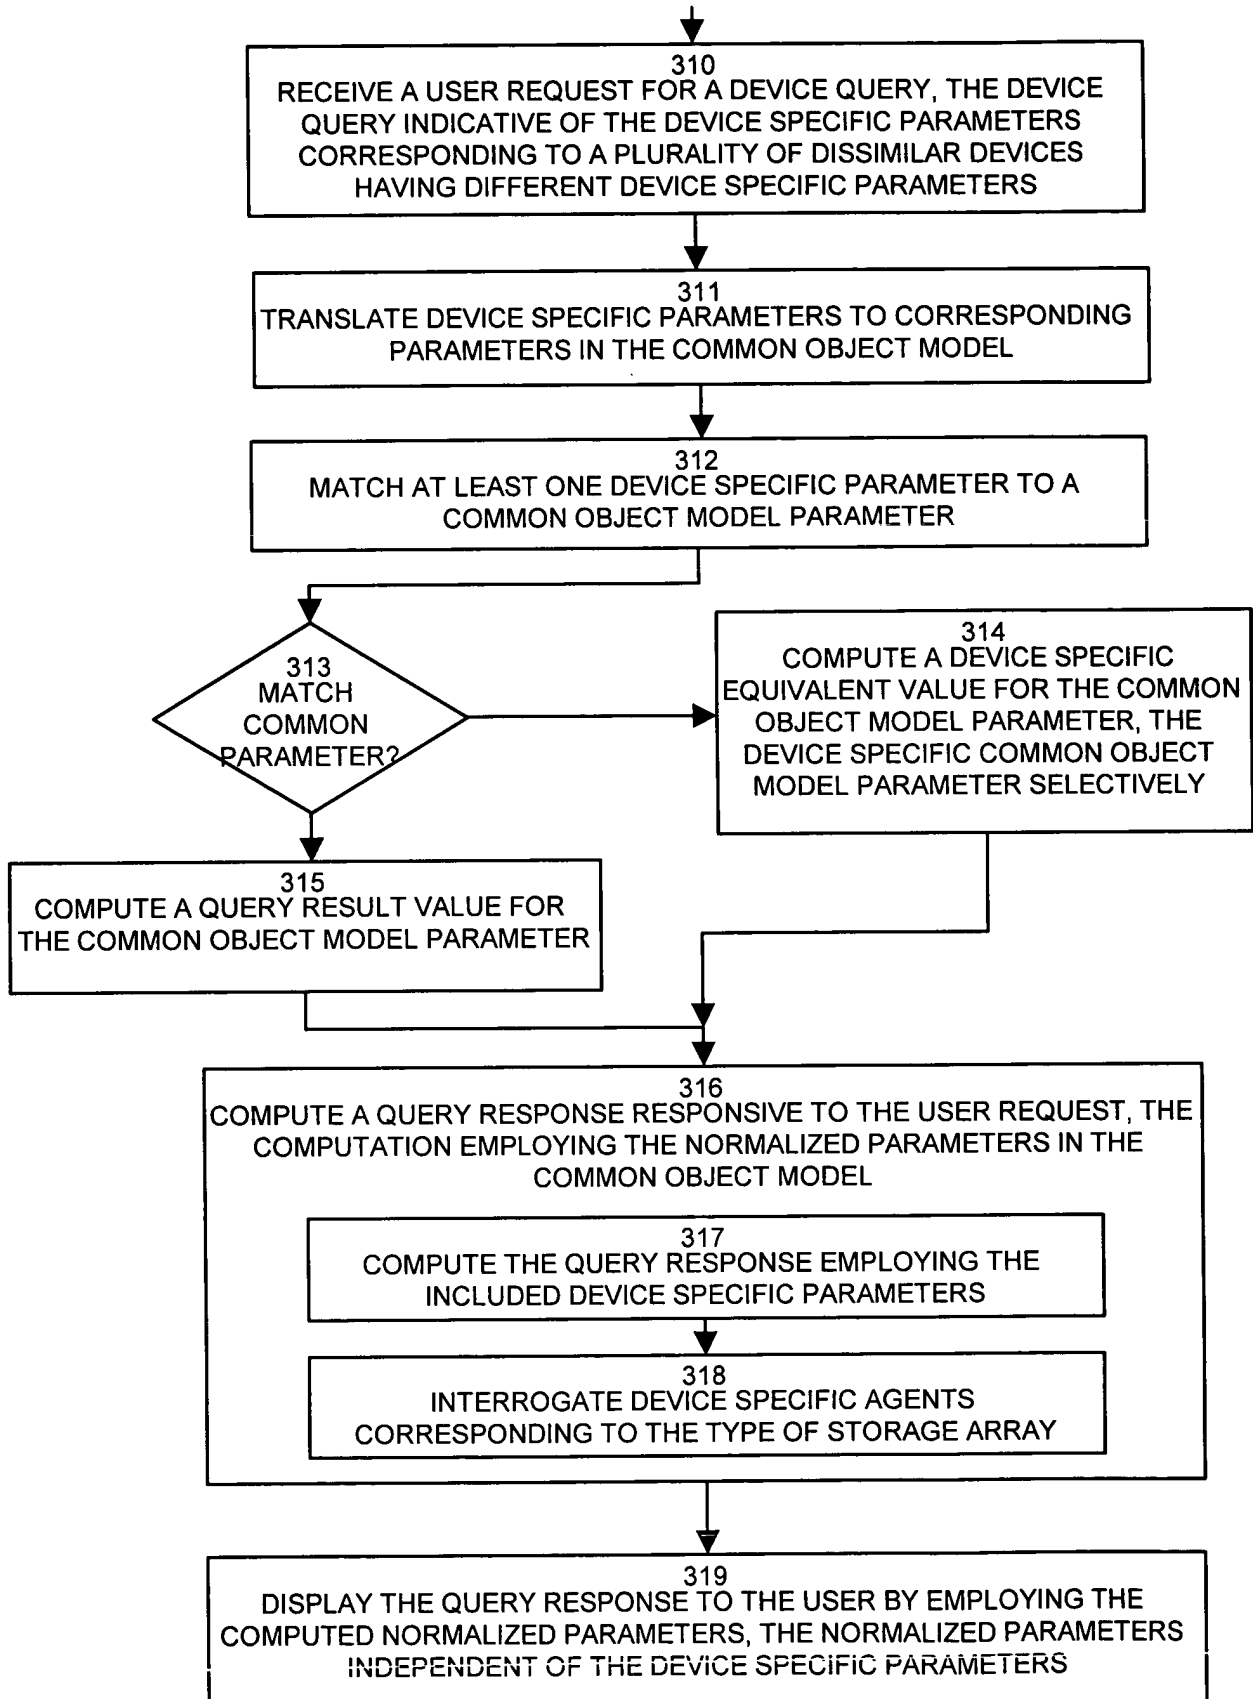 310
RECEIVE A USER REQUEST FOR A DEVICE QUERY, THE DEVICE
QUERY INDICATIVE OF THE DEVICE SPECIFIC PARAMETERS
CORRESPONDING TO A PLURALITY OF DISSIMILAR DEVICES
HAVING DIFFERENT DEVICE SPECIFIC PARAMETERS
311
TRANSLATE DEVICE SPECIFIC PARAMETERS TO CORRESPONDING
PARAMETERS IN THE COMMON OBJECT MODEL
312
MATCH AT LEAST ONE DEVICE SPECIFIC PARAMETER TO A
COMMON OBJECT MODEL PARAMETER
313
MATCH
COMMON
PARAMETER?
314
COMPUTE A DEVICE SPECIFIC
EQUIVALENT VALUE FOR THE COMMON
OBJECT MODEL PARAMETER, THE
DEVICE SPECIFIC COMMON OBJECT
MODEL PARAMETER SELECTIVELY
315
COMPUTE A QUERY RESULT VALUE FOR
THE COMMON OBJECT MODEL PARAMETER
316
COMPUTE A QUERY RESPONSE RESPONSIVE TO THE USER REQUEST, THE
COMPUTATION EMPLOYING THE NORMALIZED PARAMETERS IN THE
COMMON OBJECT MODEL
317
COMPUTE THE QUERY RESPONSE EMPLOYING THE
INCLUDED DEVICE SPECIFIC PARAMETERS
318
INTERROGATE DEVICE SPECIFIC AGENTS
CORRESPONDING TO THE TYPE OF STORAGE ARRAY
319
DISPLAY THE QUERY RESPONSE TO THE USER BY EMPLOYING THE
COMPUTED NORMALIZED PARAMETERS, THE NORMALIZED PARAMETERS
INDEPENDENT OF THE DEVICE SPECIFIC PARAMETERS